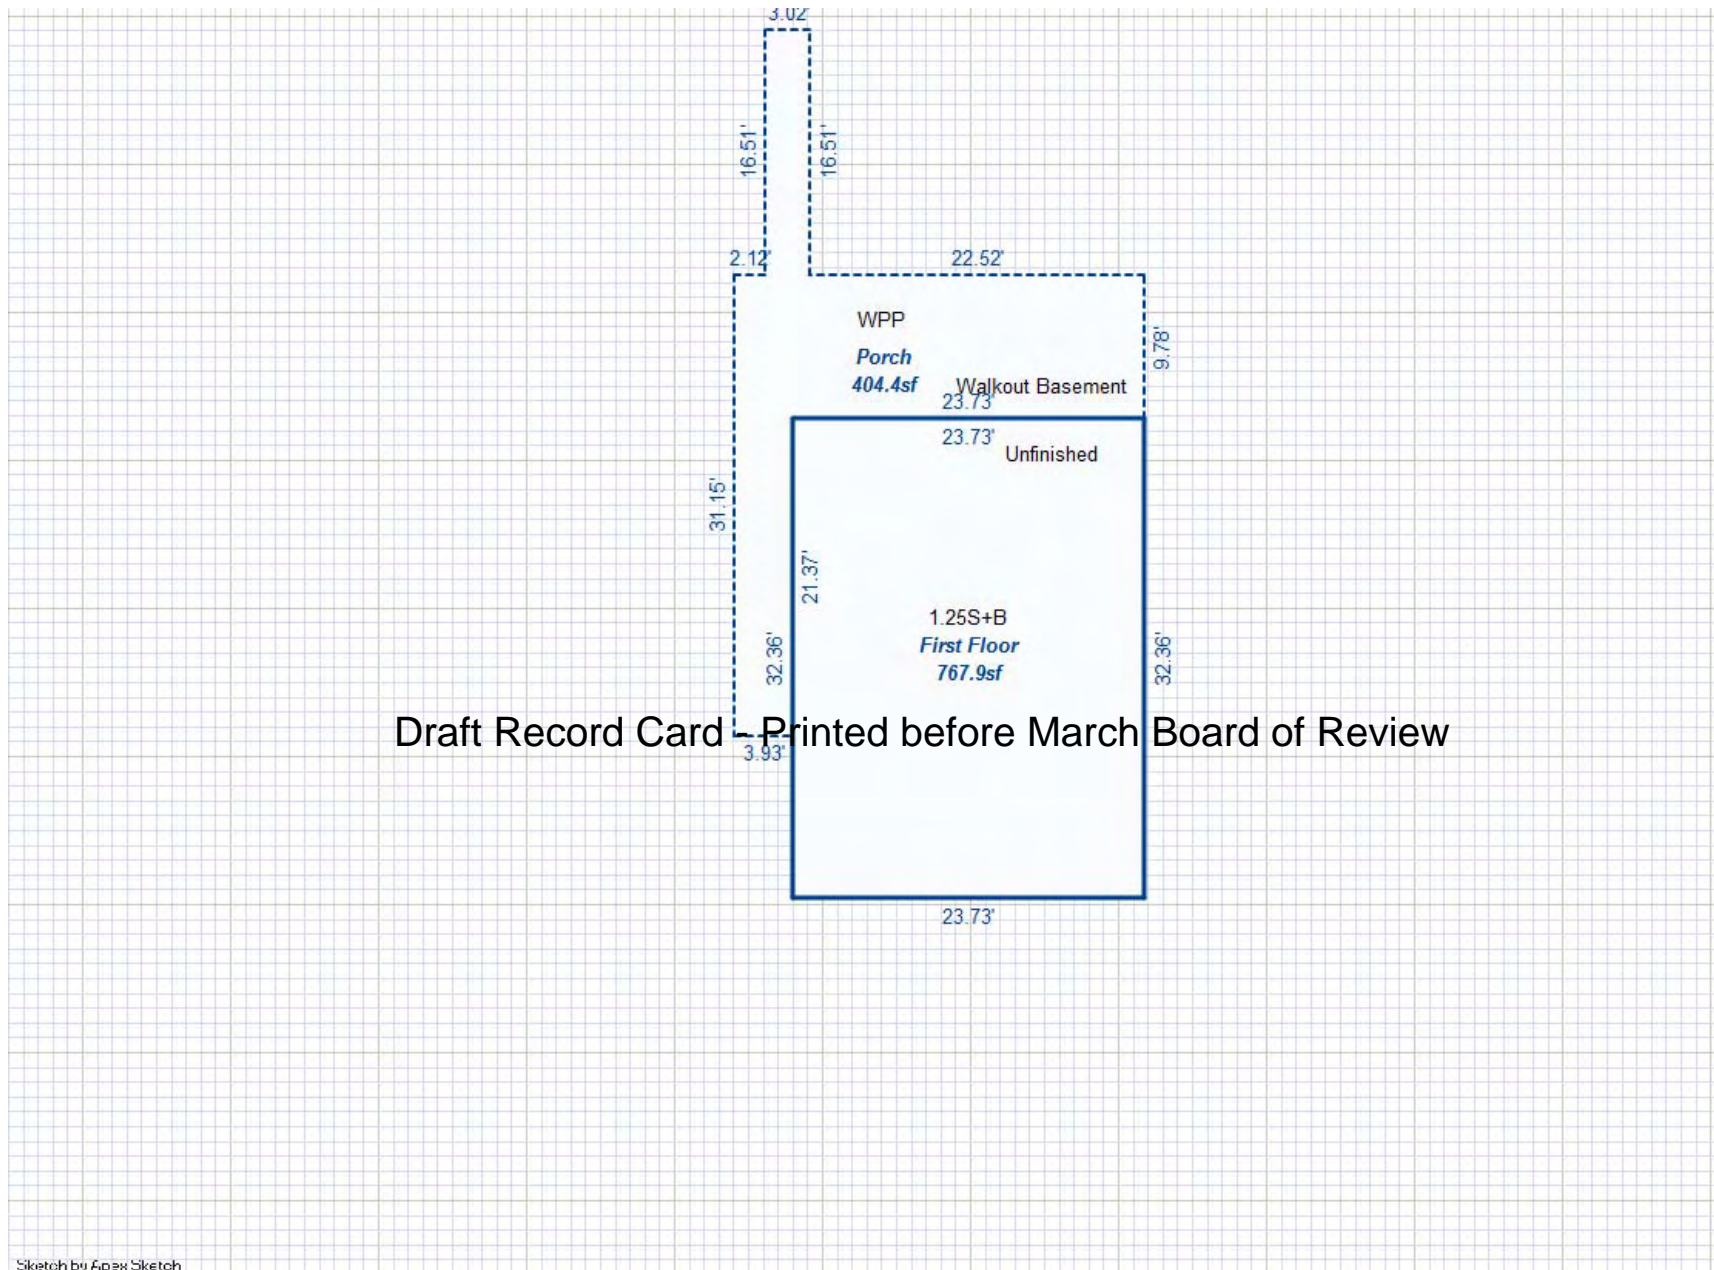 3.02'
16.51'
16.51'
2.12'
22.52'
WPP
Porch
404.4sf
9.78'
Walkout Basement
23.73'
23.73'
Unfinished
31.15'
21.37'
1.25S+B
First Floor
767.9sf
32.36'
32.36'
Draft Record Card - Printed before March Board of Review
3.93'
23.73'
Sketch by Apex Sketch